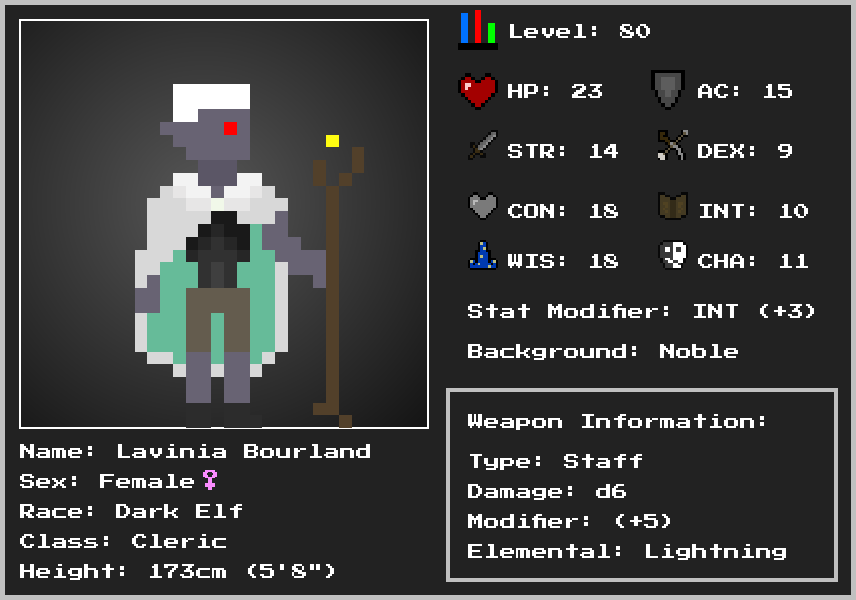 Level: 80
HP: 23
AC: 15
STR: 14
DEX: 9
CON: 18
INT: 10
WIS: 18
CHA: 11
Stat Modifier: INT (+3)
Background: Noble
Weapon Information:
Type: Staff
Damage: d6
Modifier: (+5)
Elemental: Lightning
Name: Lavinia Bourland
Sex: Female♀
Race: Dark Elf
Class: Cleric
Height: 173cm (5'8")